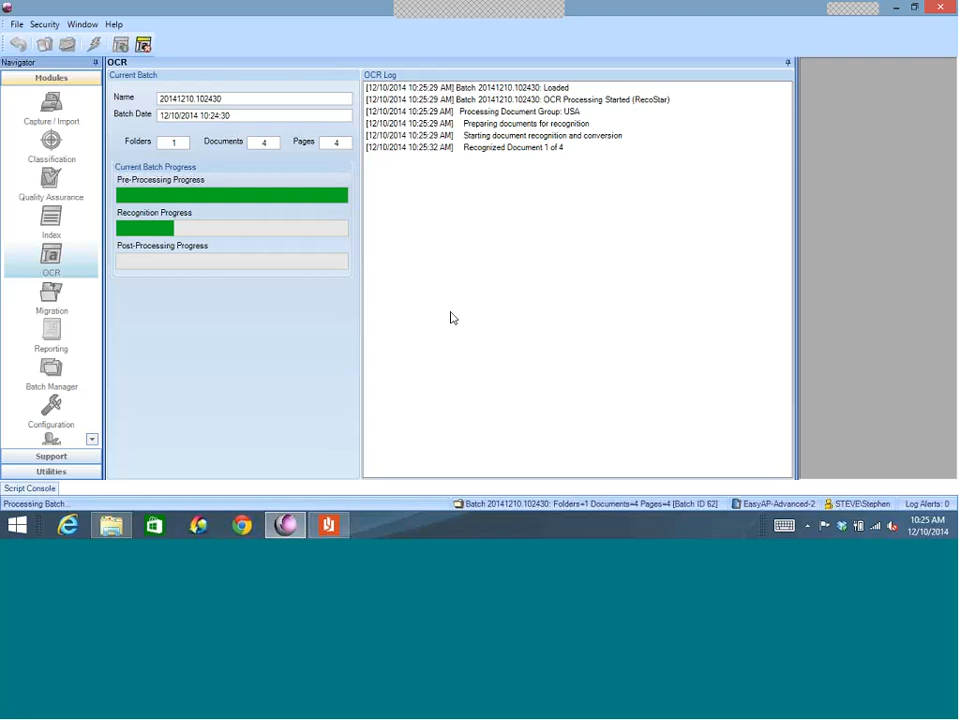 File Security Window Help
Navigator
Modules
Capture / Import
Classification
Quality Assurance
Index
OCR
Migration
Reporting
Batch Manager
Configuration
Support
Utilities
OCR
Current Batch
Name 20141210.102430
Batch Date 12/10/2014 10:24:30
Folders 1 Documents 4 Pages 4
Current Batch Progress
Pre-Processing Progress
Recognition Progress
Post-Processing Progress
OCR Log
[12/10/2014 10:25:29 AM] Batch 20141210.102430: Loaded
[12/10/2014 10:25:29 AM] Batch 20141210.102430: OCR Processing Started (RecoStar)
[12/10/2014 10:25:29 AM] Processing Document Group: USA
[12/10/2014 10:25:29 AM] Preparing documents for recognition
[12/10/2014 10:25:29 AM] Starting document recognition and conversion
[12/10/2014 10:25:32 AM] Recognized Document 1 of 4
Script Console
Processing Batch... Batch 20141210.102430: Folders=1 Documents=4 Pages=4 [Batch ID 62] EasyAP-Advanced-2 STEVE\Stephen Log Alerts: 0
10:25 AM
12/10/2014